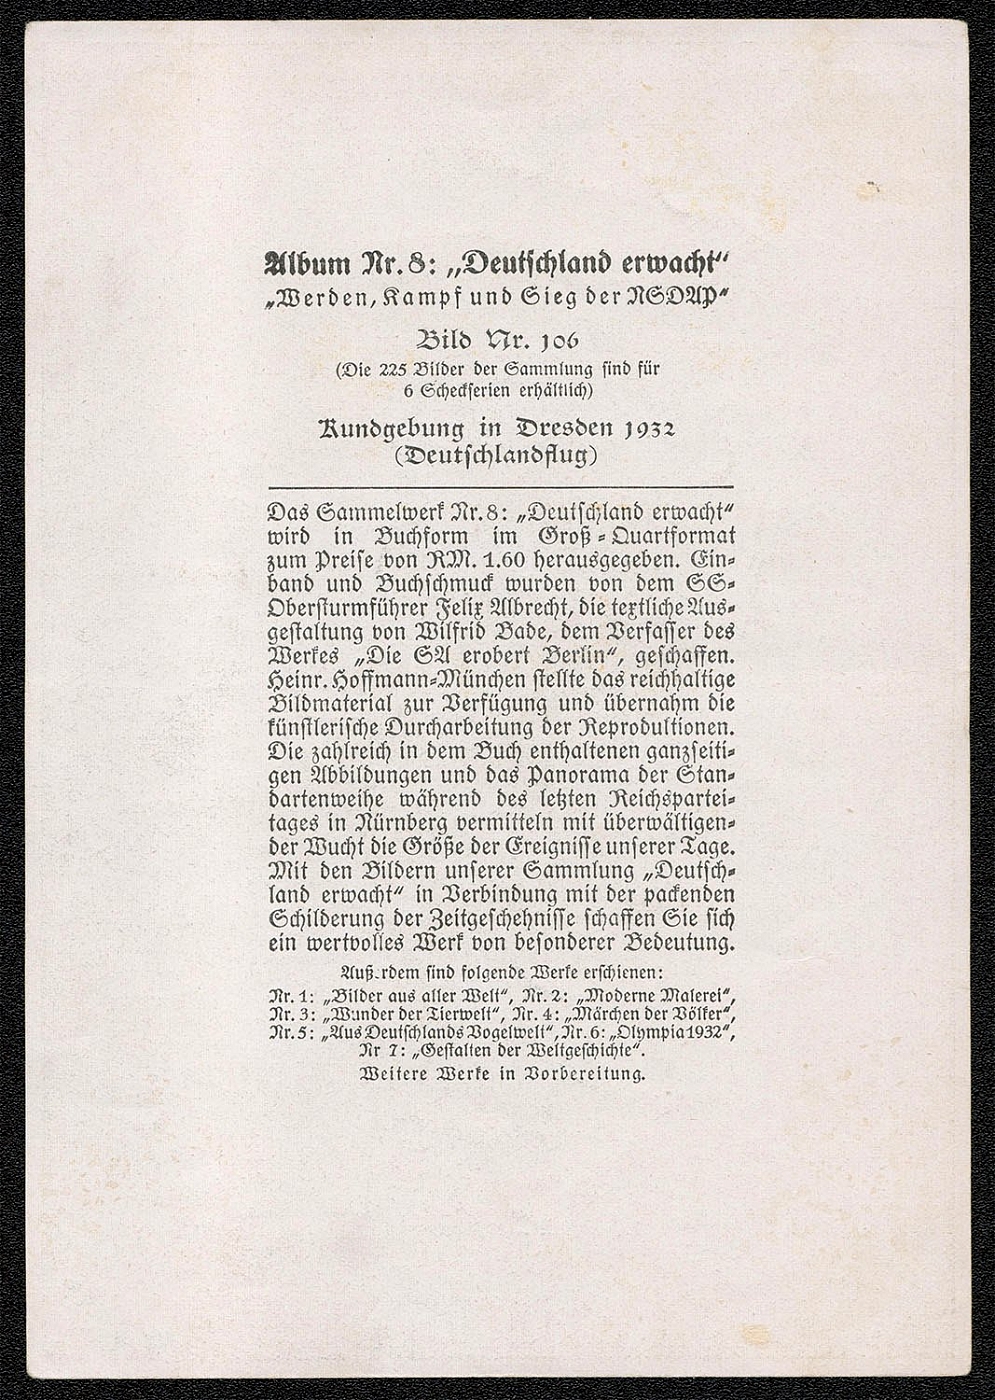 Album Nr. 8: „Deutschland erwacht“
„Werden, Kampf und Sieg der NSDAP“
Bild Nr. 106
(Die 225 Bilder der Sammlung sind für
6 Scheckserien erhältlich)
Kundgebung in Dresden 1932
(Deutschlandflug)
Das Sammelwerk Nr. 8: „Deutschland erwacht“
wird in Buchform im Groß-Quartformat
zum Preise von RM. 1.60 herausgegeben. Ein-
band und Buchschmuck wurden von dem SS-
Obersturmführer Felix Albrecht, die textliche Aus-
gestaltung von Wilfrid Bade, dem Verfasser des
Werkes „Die SA erobert Berlin“, geschaffen.
Heinr. Hoffmann-München stellte das reichhaltige
Bildmaterial zur Verfügung und übernahm die
künstlerische Durcharbeitung der Reproduktionen.
Die zahlreich in dem Buch enthaltenen ganzseiti-
gen Abbildungen und das Panorama der Stan-
dartenweihe während des letzten Reichspartei-
tages in Nürnberg vermitteln mit überwältigen-
der Wucht die Größe der Ereignisse unserer Tage.
Mit den Bildern unserer Sammlung „Deutsch-
land erwacht“ in Verbindung mit der packenden
Schilderung der Zeitgeschehnisse schaffen Sie sich
ein wertvolles Werk von besonderer Bedeutung.
Außerdem sind folgende Werke erschienen:
Nr. 1: „Bilder aus aller Welt“, Nr. 2: „Moderne Malerei“,
Nr. 3: „Wunder der Tierwelt“, Nr. 4: „Märchen der Völker“,
Nr. 5: „Aus Deutschlands Vogelwelt“, Nr. 6: „Olympia 1932“,
Nr 7: „Gestalten der Weltgeschichte“.
Weitere Werke in Vorbereitung.